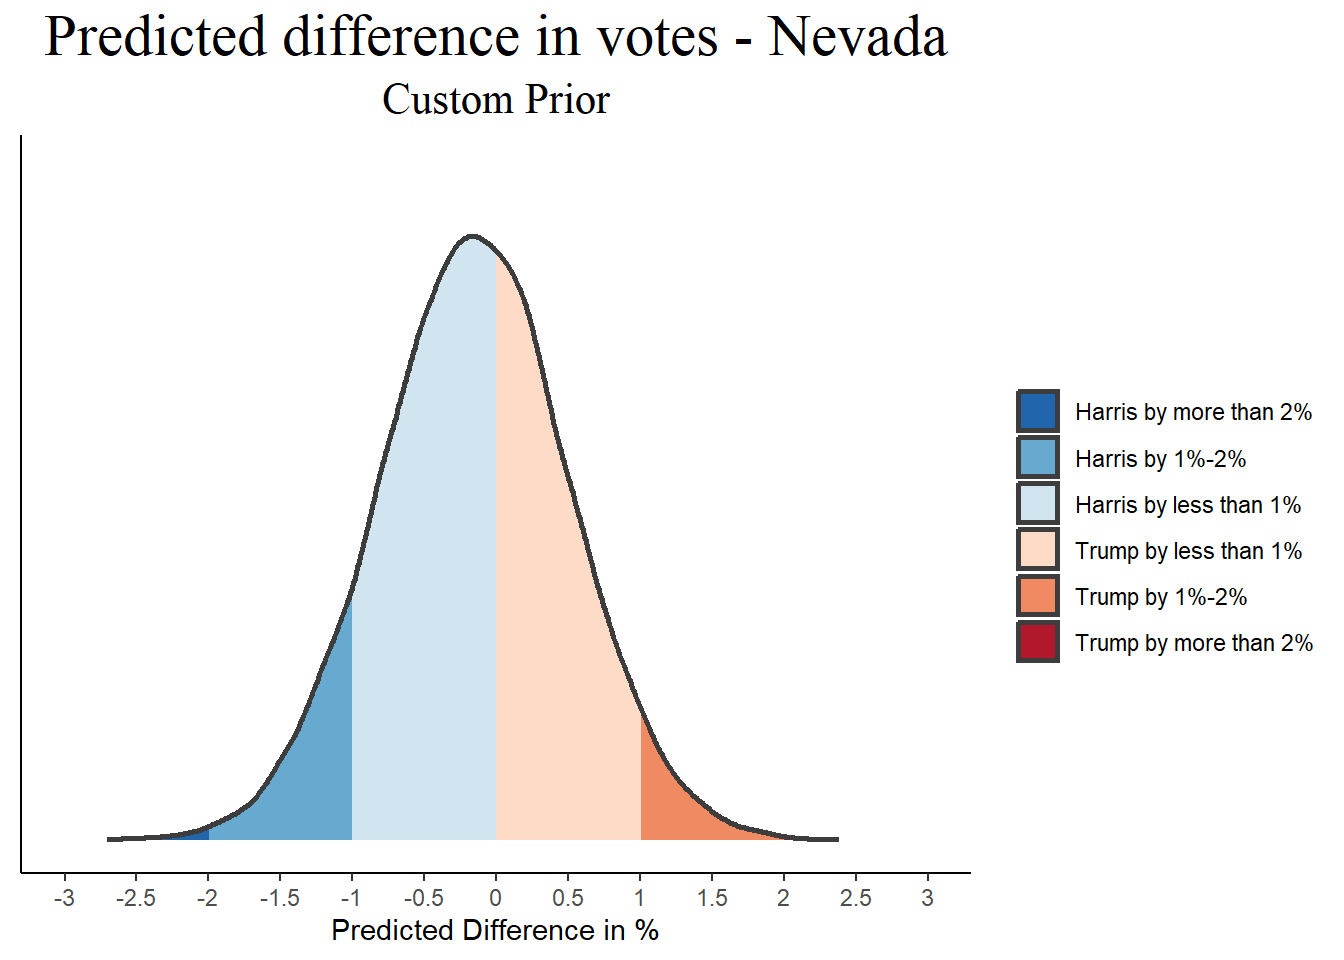 Predicted difference in votes - Nevada
Custom Prior
Harris by more than 2%
Harris by 1%-2%
Harris by less than 1%
Trump by less than 1%
Trump by 1%-2%
Trump by more than 2%
-3 -2.5 -2 -1.5 -1 -0.5 0 0.5 1 1.5 2 2.5 3
Predicted Difference in %